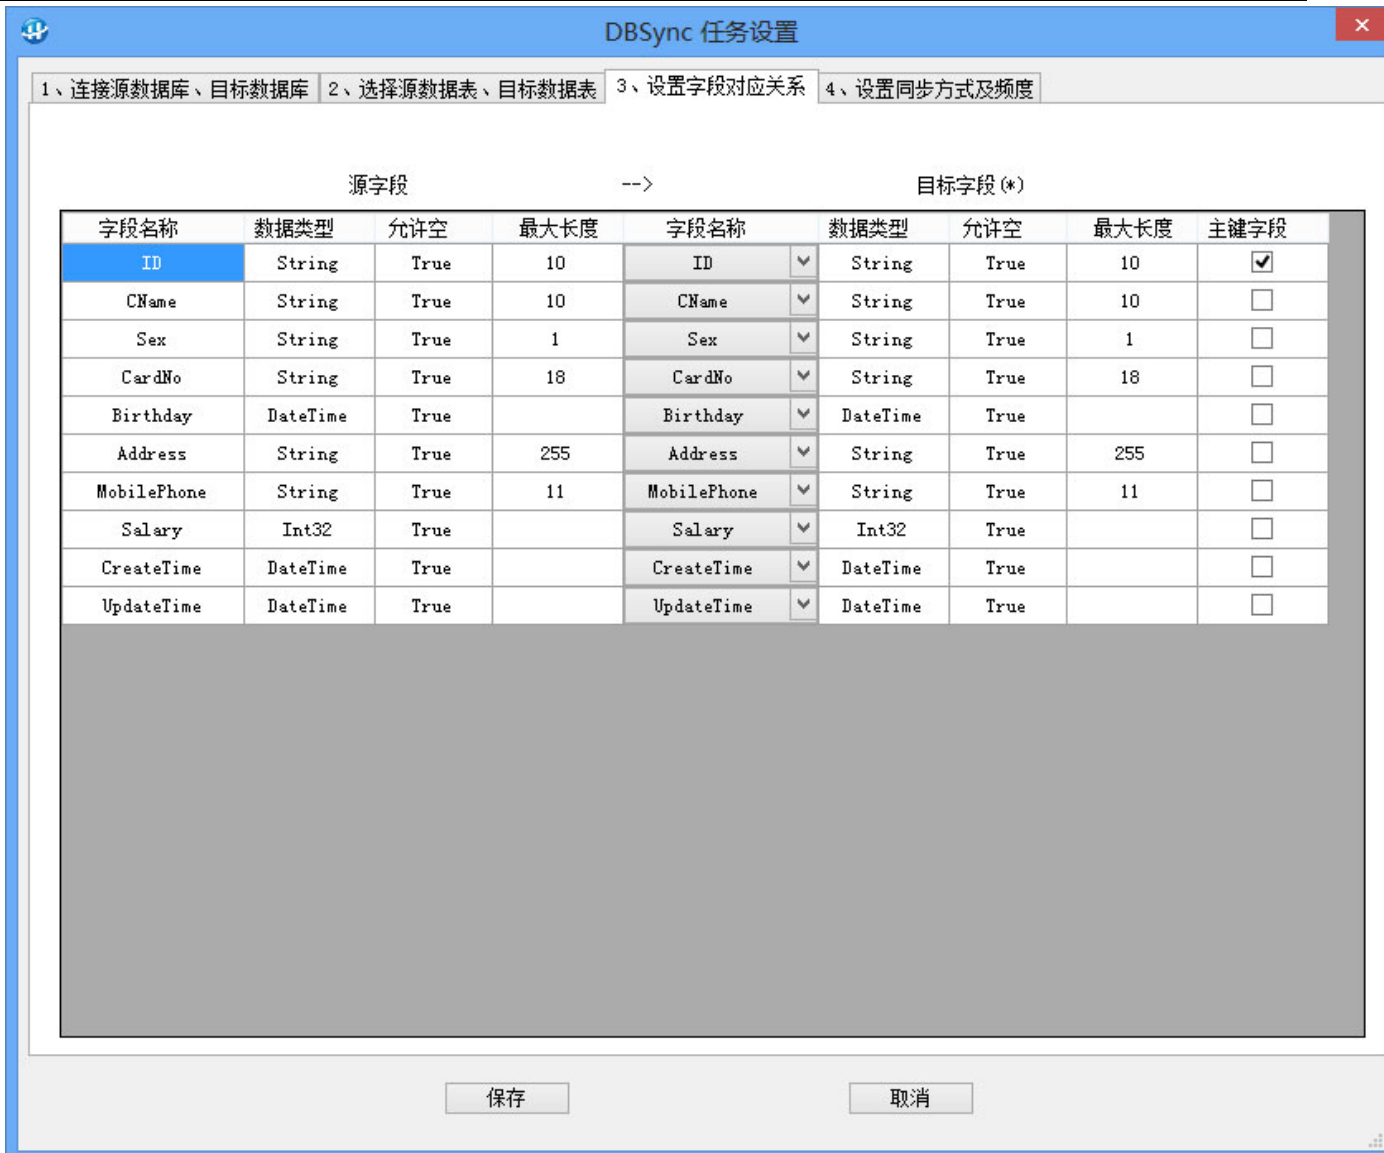 DBSync 任务设置
1、连接源数据库、目标数据库 2、选择源数据表、目标数据表 3、设置字段对应关系 4、设置同步方式及频度
源字段 --> 目标字段(*)
字段名称 数据类型 允许空 最大长度 字段名称 数据类型 允许空 最大长度 主键字段
ID String True 10 ID String True 10
CName String True 10 CName String True 10
Sex String True 1 Sex String True 1
CardNo String True 18 CardNo String True 18
Birthday DateTime True Birthday DateTime True
Address String True 255 Address String True 255
MobilePhone String True 11 MobilePhone String True 11
Salary Int32 True Salary Int32 True
CreateTime DateTime True CreateTime DateTime True
UpdateTime DateTime True UpdateTime DateTime True
保存 取消